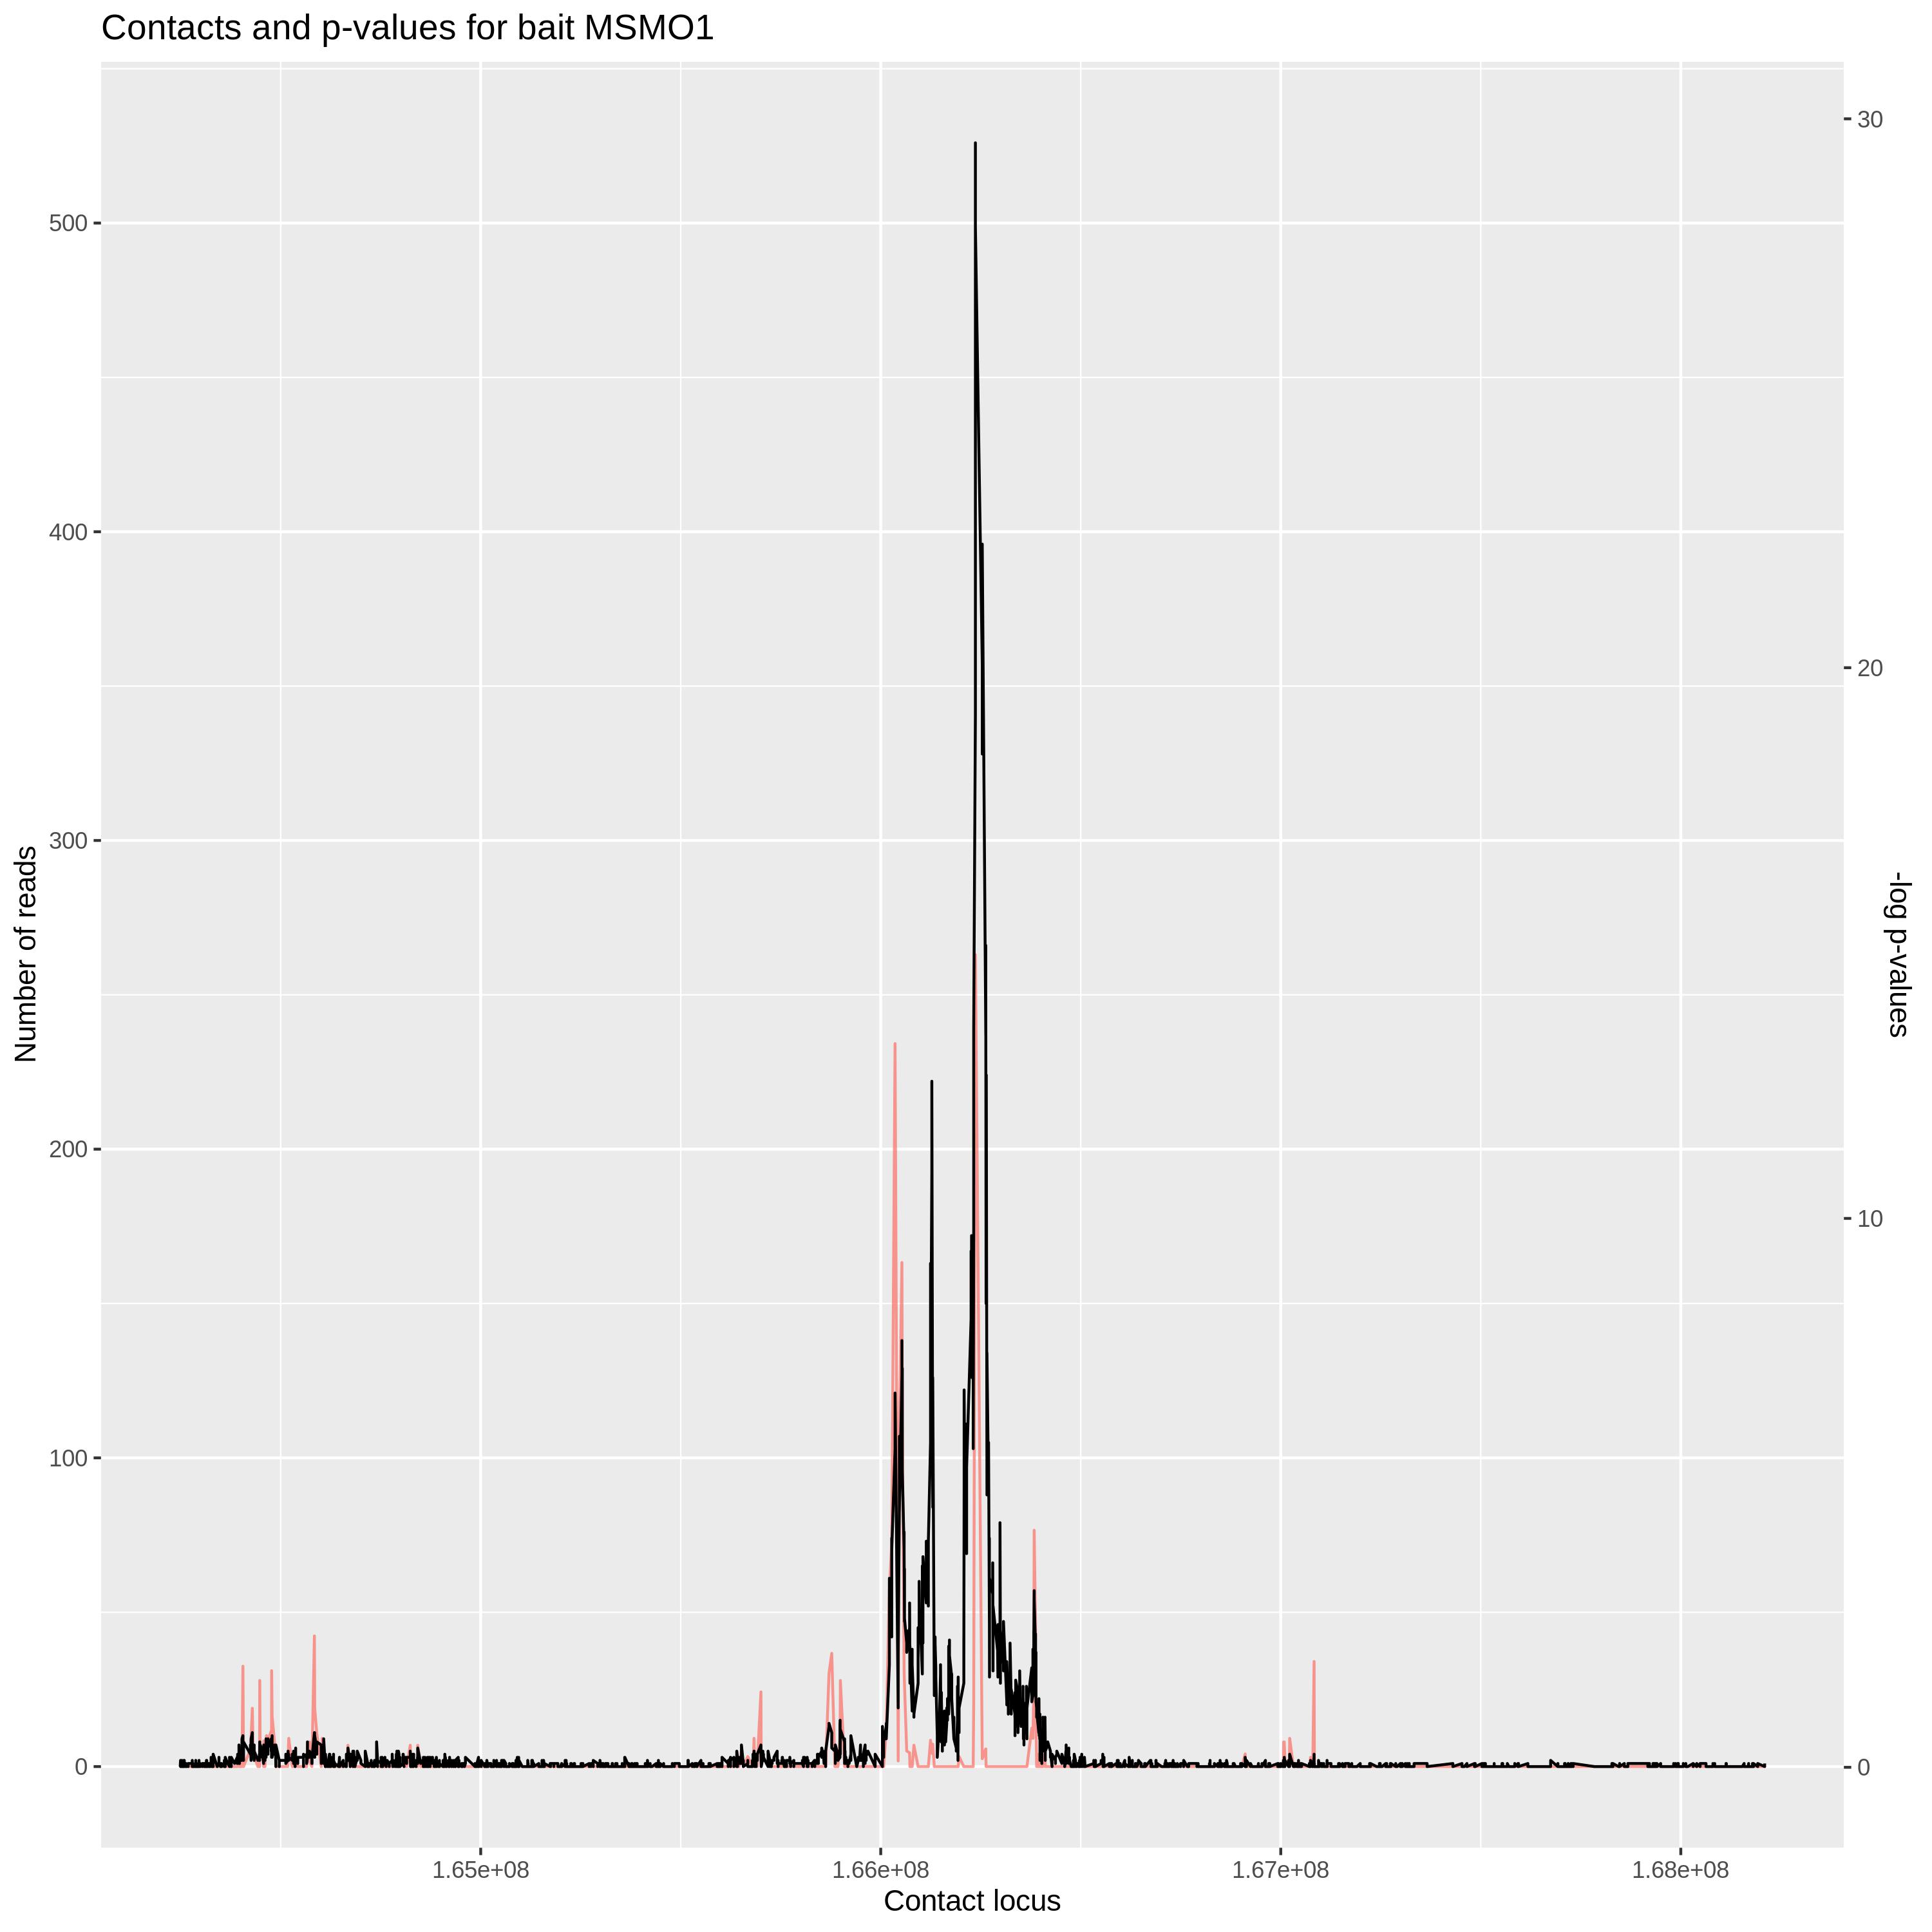 Contacts and p-values for bait MSMO1
Number of reads
500
400
300
200
100
0
30
20
10
0
-log p-values
1.65e+08
1.66e+08
1.67e+08
1.68e+08
Contact locus